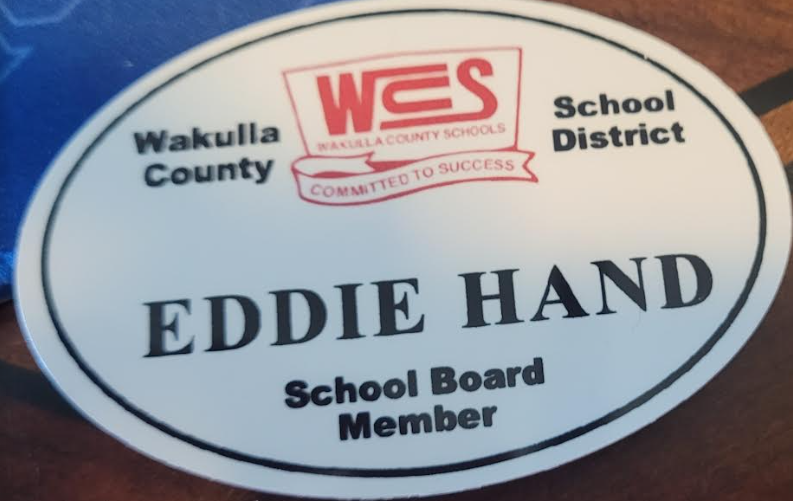 Wakulla
County
WCS
WAKULLA COUNTY SCHOOLS
COMMITTED TO SUCCESS
School
District
EDDIE HAND
School Board
Member